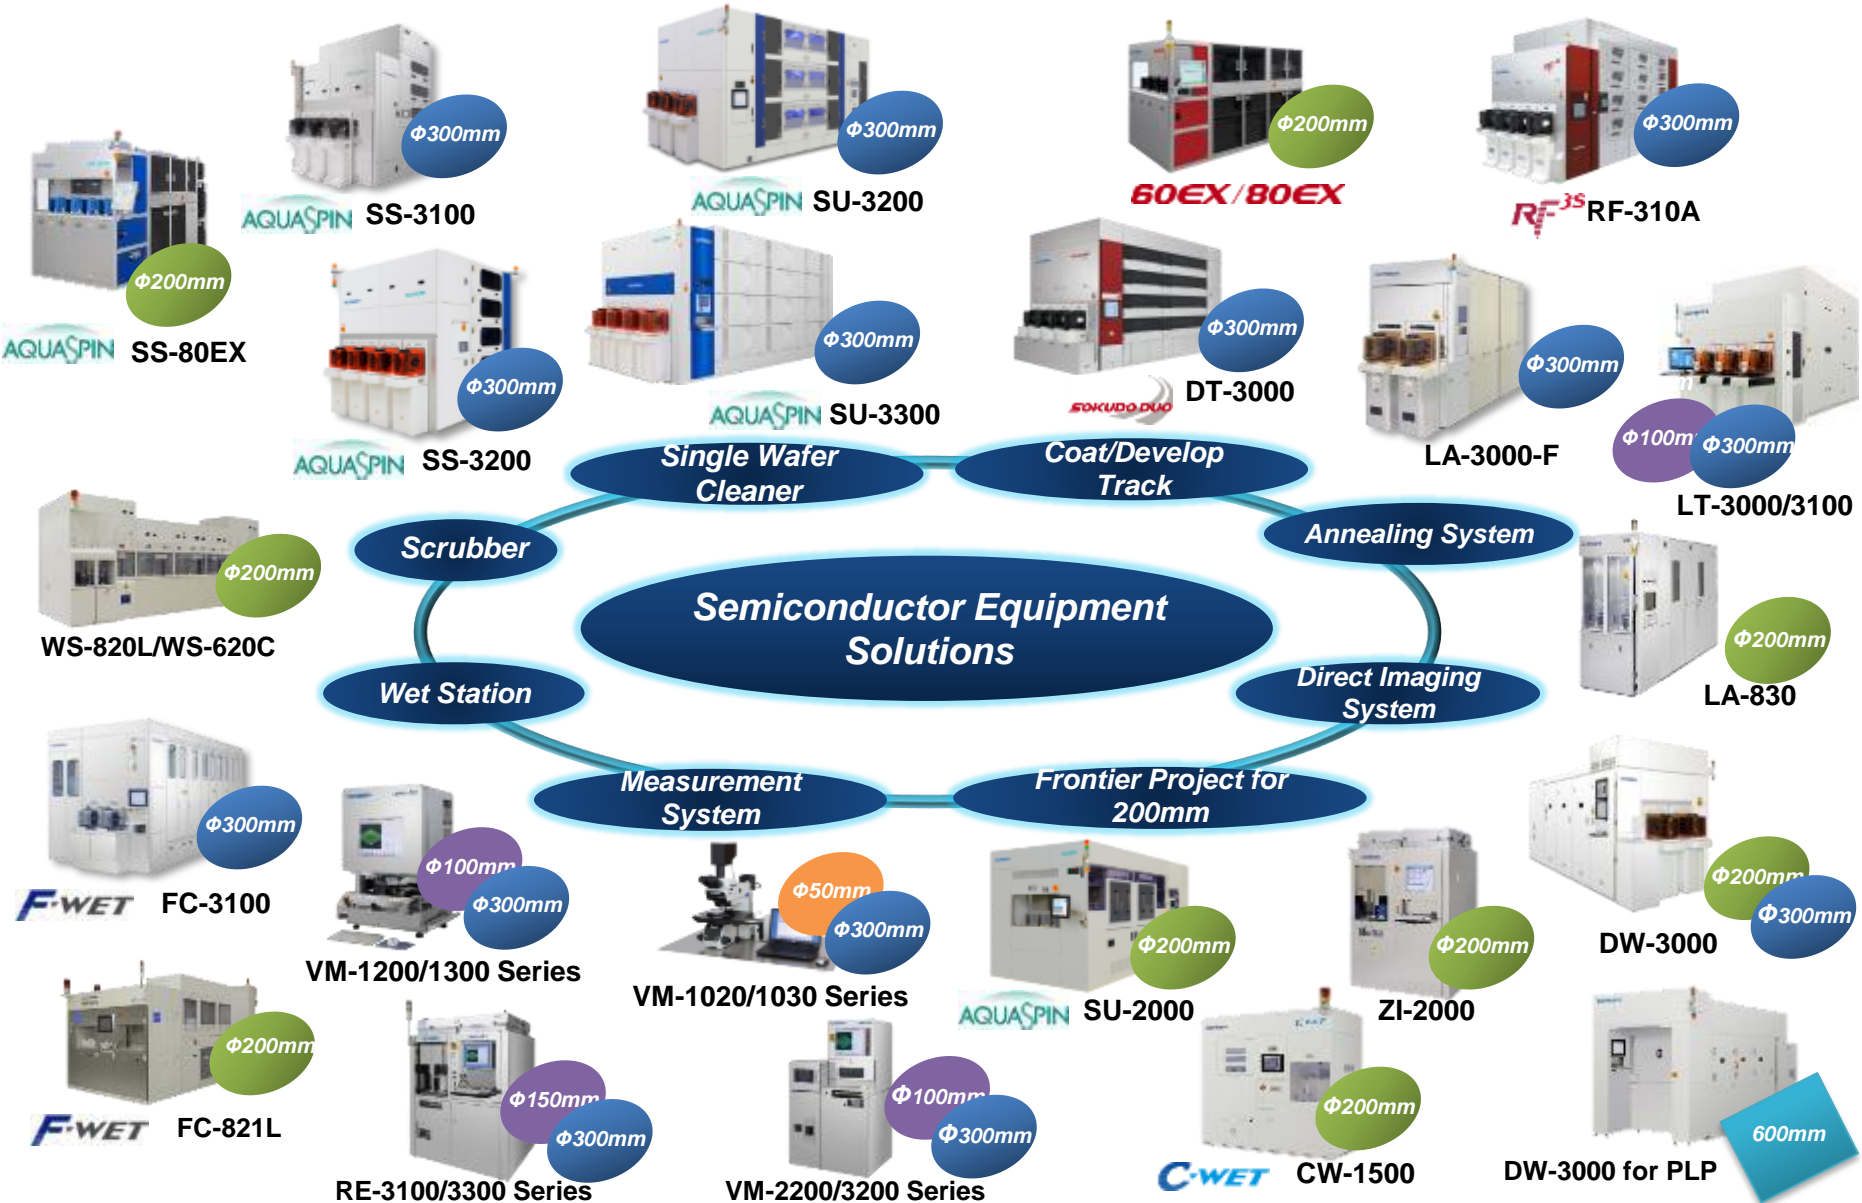 Φ300mm
AQUASPIN SS-3100
Φ300mm
AQUASPIN SU-3200
Φ200mm
60EX/80EX
RF3S
Φ300mm
RF3S RF-310A
Φ200mm
AQUASPIN SS-80EX
Φ300mm
AQUASPIN SS-3200
Φ300mm
AQUASPIN SU-3300
Φ300mm
SOKUDO DUO DT-3000
Φ300mm
LA-3000-F
Φ100mm
Φ300mm
LT-3000/3100
Single Wafer
Cleaner
Coat/Develop
Track
Scrubber
Annealing System
Semiconductor Equipment
Solutions
Wet Station
Direct Imaging
System
Measurement
System
Frontier Project for
200mm
Φ200mm
WS-820L/WS-620C
Φ200mm
LA-830
Φ300mm
F-WET FC-3100
Φ100mm
Φ300mm
VM-1200/1300 Series
Φ50mm
Φ300mm
VM-1020/1030 Series
Φ200mm
AQUASPIN SU-2000
Φ200mm
ZI-2000
Φ200mm
Φ300mm
DW-3000
Φ200mm
F-WET FC-821L
Φ150mm
Φ300mm
RE-3100/3300 Series
Φ100mm
Φ300mm
VM-2200/3200 Series
C-WET
Φ200mm
C-WET CW-1500
600mm
DW-3000 for PLP